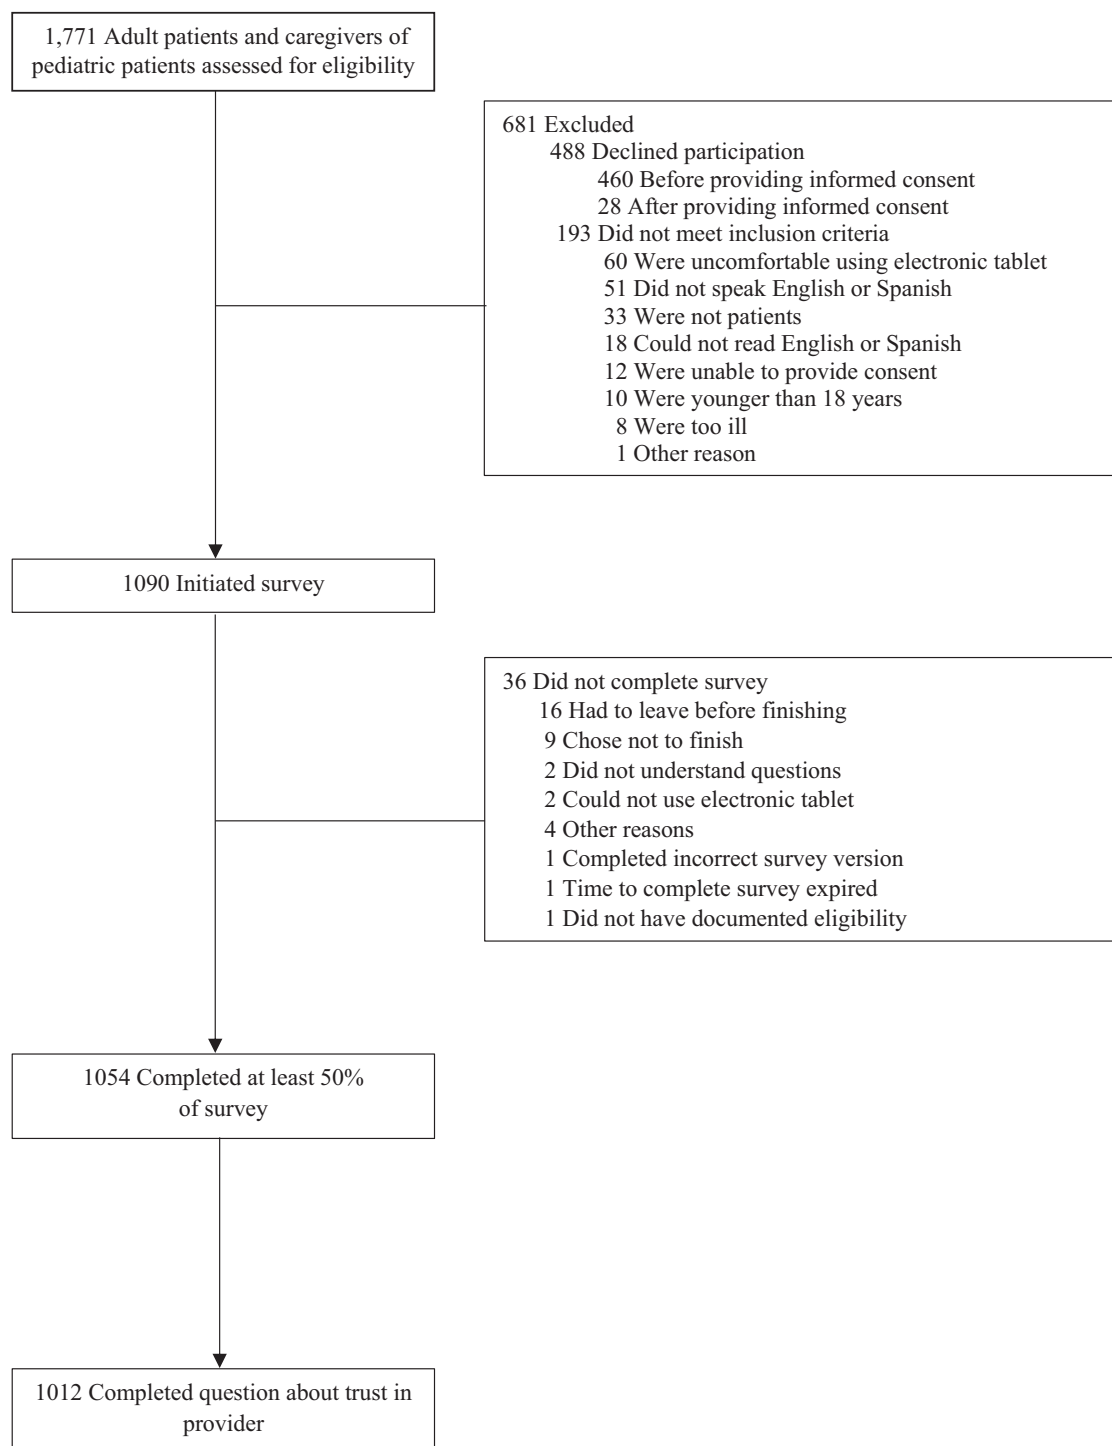 1,771 Adult patients and caregivers of
pediatric patients assessed for eligibility
681 Excluded
488 Declined participation
460 Before providing informed consent
28 After providing informed consent
193 Did not meet inclusion criteria
60 Were uncomfortable using electronic tablet
51 Did not speak English or Spanish
33 Were not patients
18 Could not read English or Spanish
12 Were unable to provide consent
10 Were younger than 18 years
8 Were too ill
1 Other reason
1090 Initiated survey
36 Did not complete survey
16 Had to leave before finishing
9 Chose not to finish
2 Did not understand questions
2 Could not use electronic tablet
4 Other reasons
1 Completed incorrect survey version
1 Time to complete survey expired
1 Did not have documented eligibility
1054 Completed at least 50%
of survey
1012 Completed question about trust in
provider